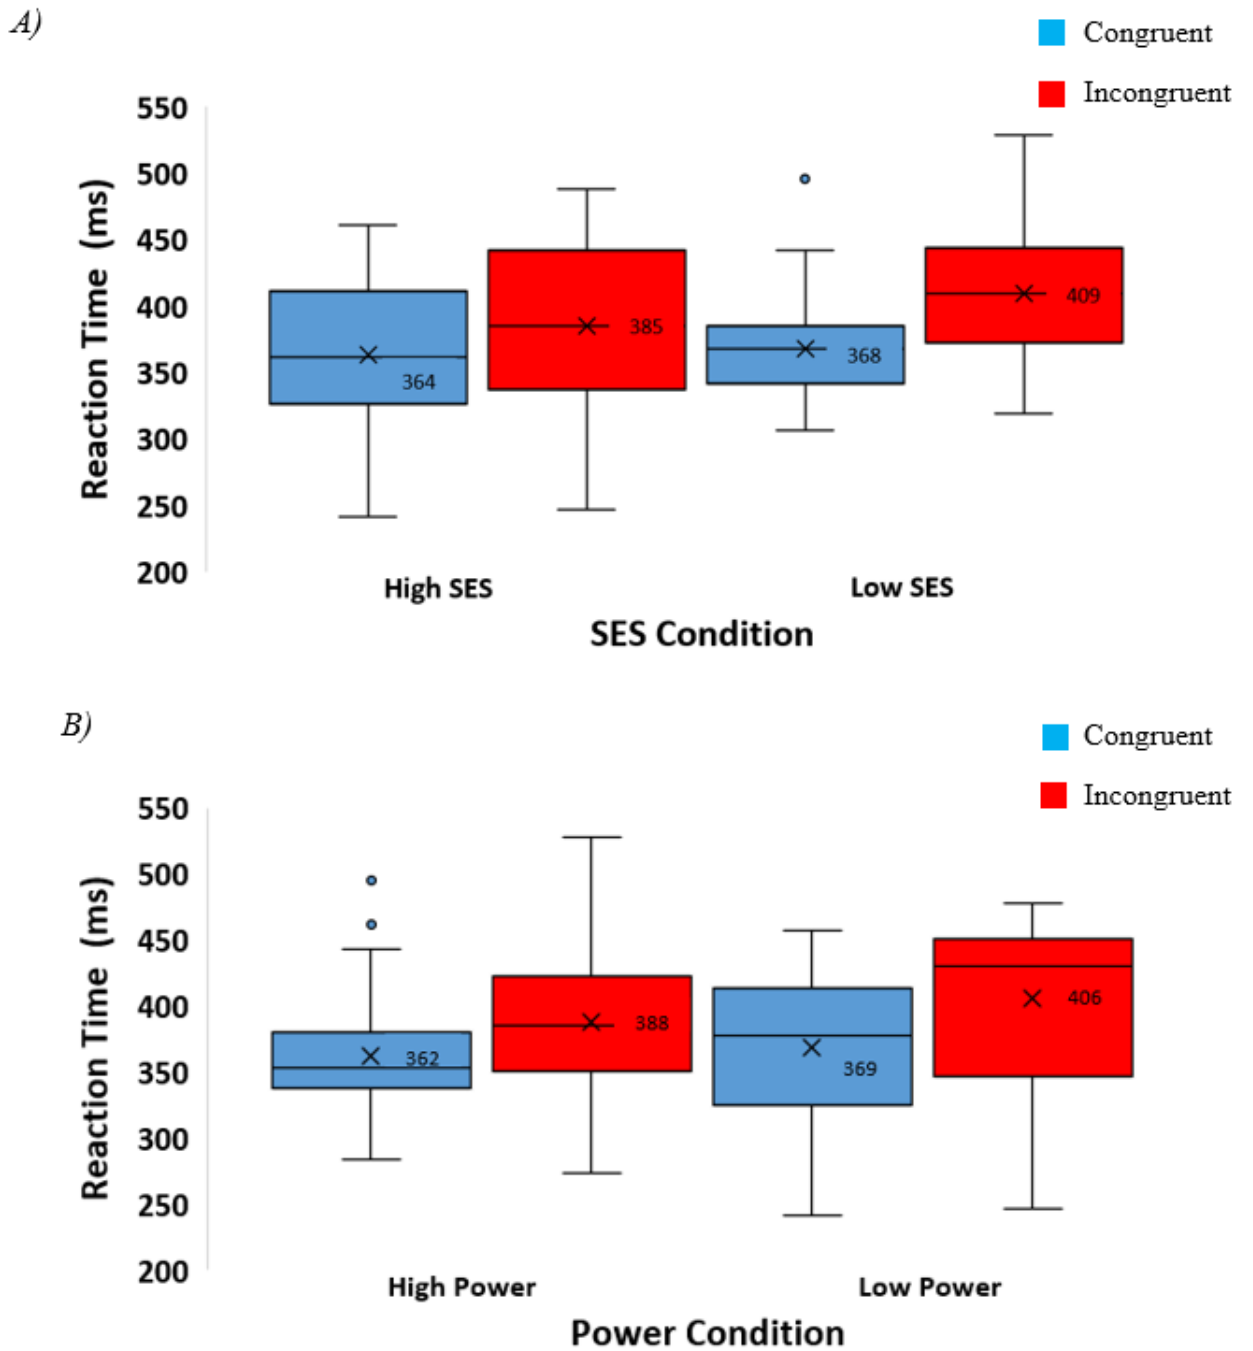 A)
Congruent
Incongruent
550
500
450
400
350
300
250
200
Reaction Time (ms)
364
385
368
409
High SES
Low SES
SES Condition
B)
Congruent
Incongruent
550
500
450
400
350
300
250
200
Reaction Time (ms)
362
388
369
406
High Power
Low Power
Power Condition